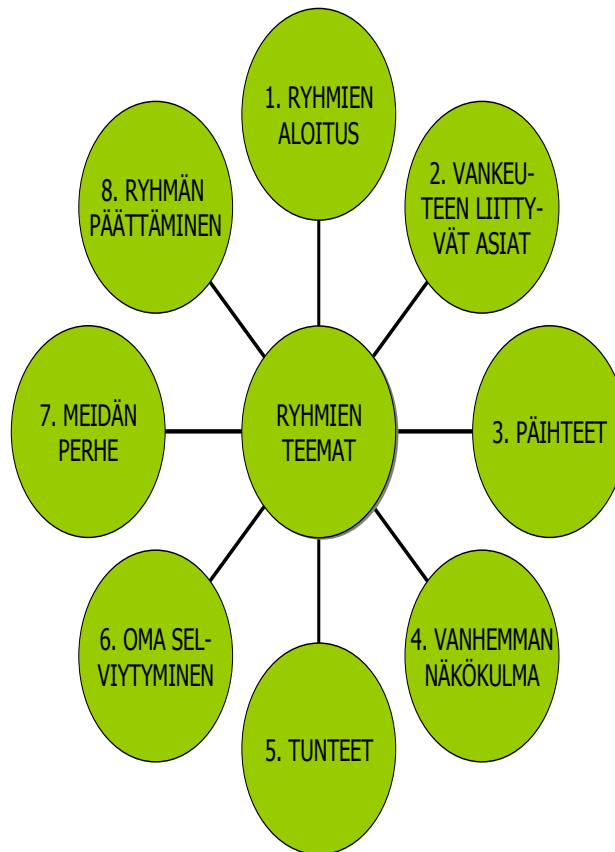 1. RYHMIEN
ALOITUS
2. VANKEU-
TEEN LIITTY-
VÄT ASIAT
3. PÄIHTEET
4. VANHEMMAN
NÄKÖKULMA
5. TUNTEET
6. OMA SEL-
VIYTYMINEN
7. MEIDÄN
PERHE
8. RYHMÄN
PÄÄTTÄMINEN
RYHMIEN
TEEMAT